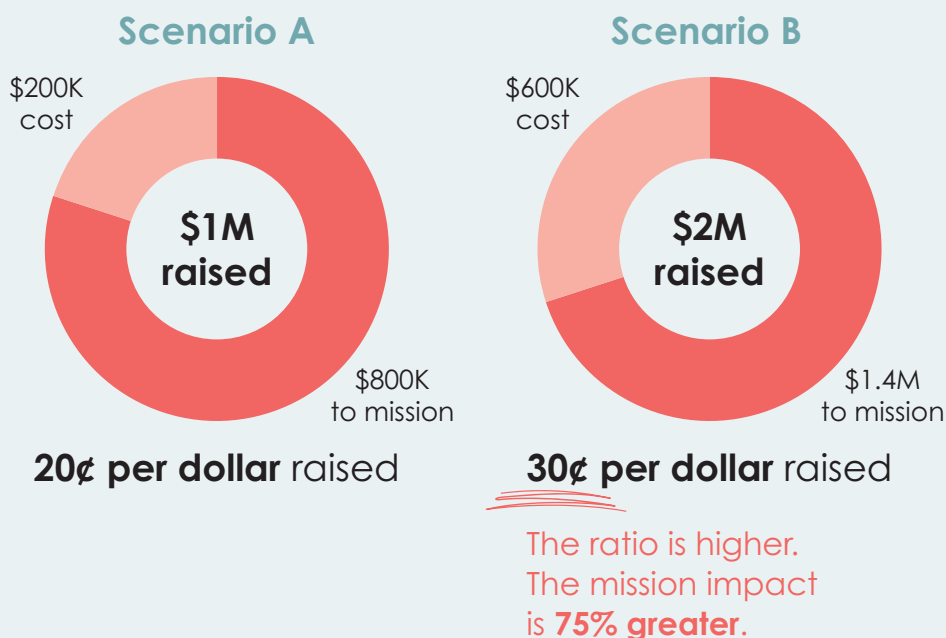 Scenario A
$200K
cost
$1M
raised
$800K
to mission
20¢ per dollar raised
Scenario B
$600K
cost
$2M
raised
$1.4M
to mission
30¢ per dollar raised
The ratio is higher.
The mission impact
is 75% greater.